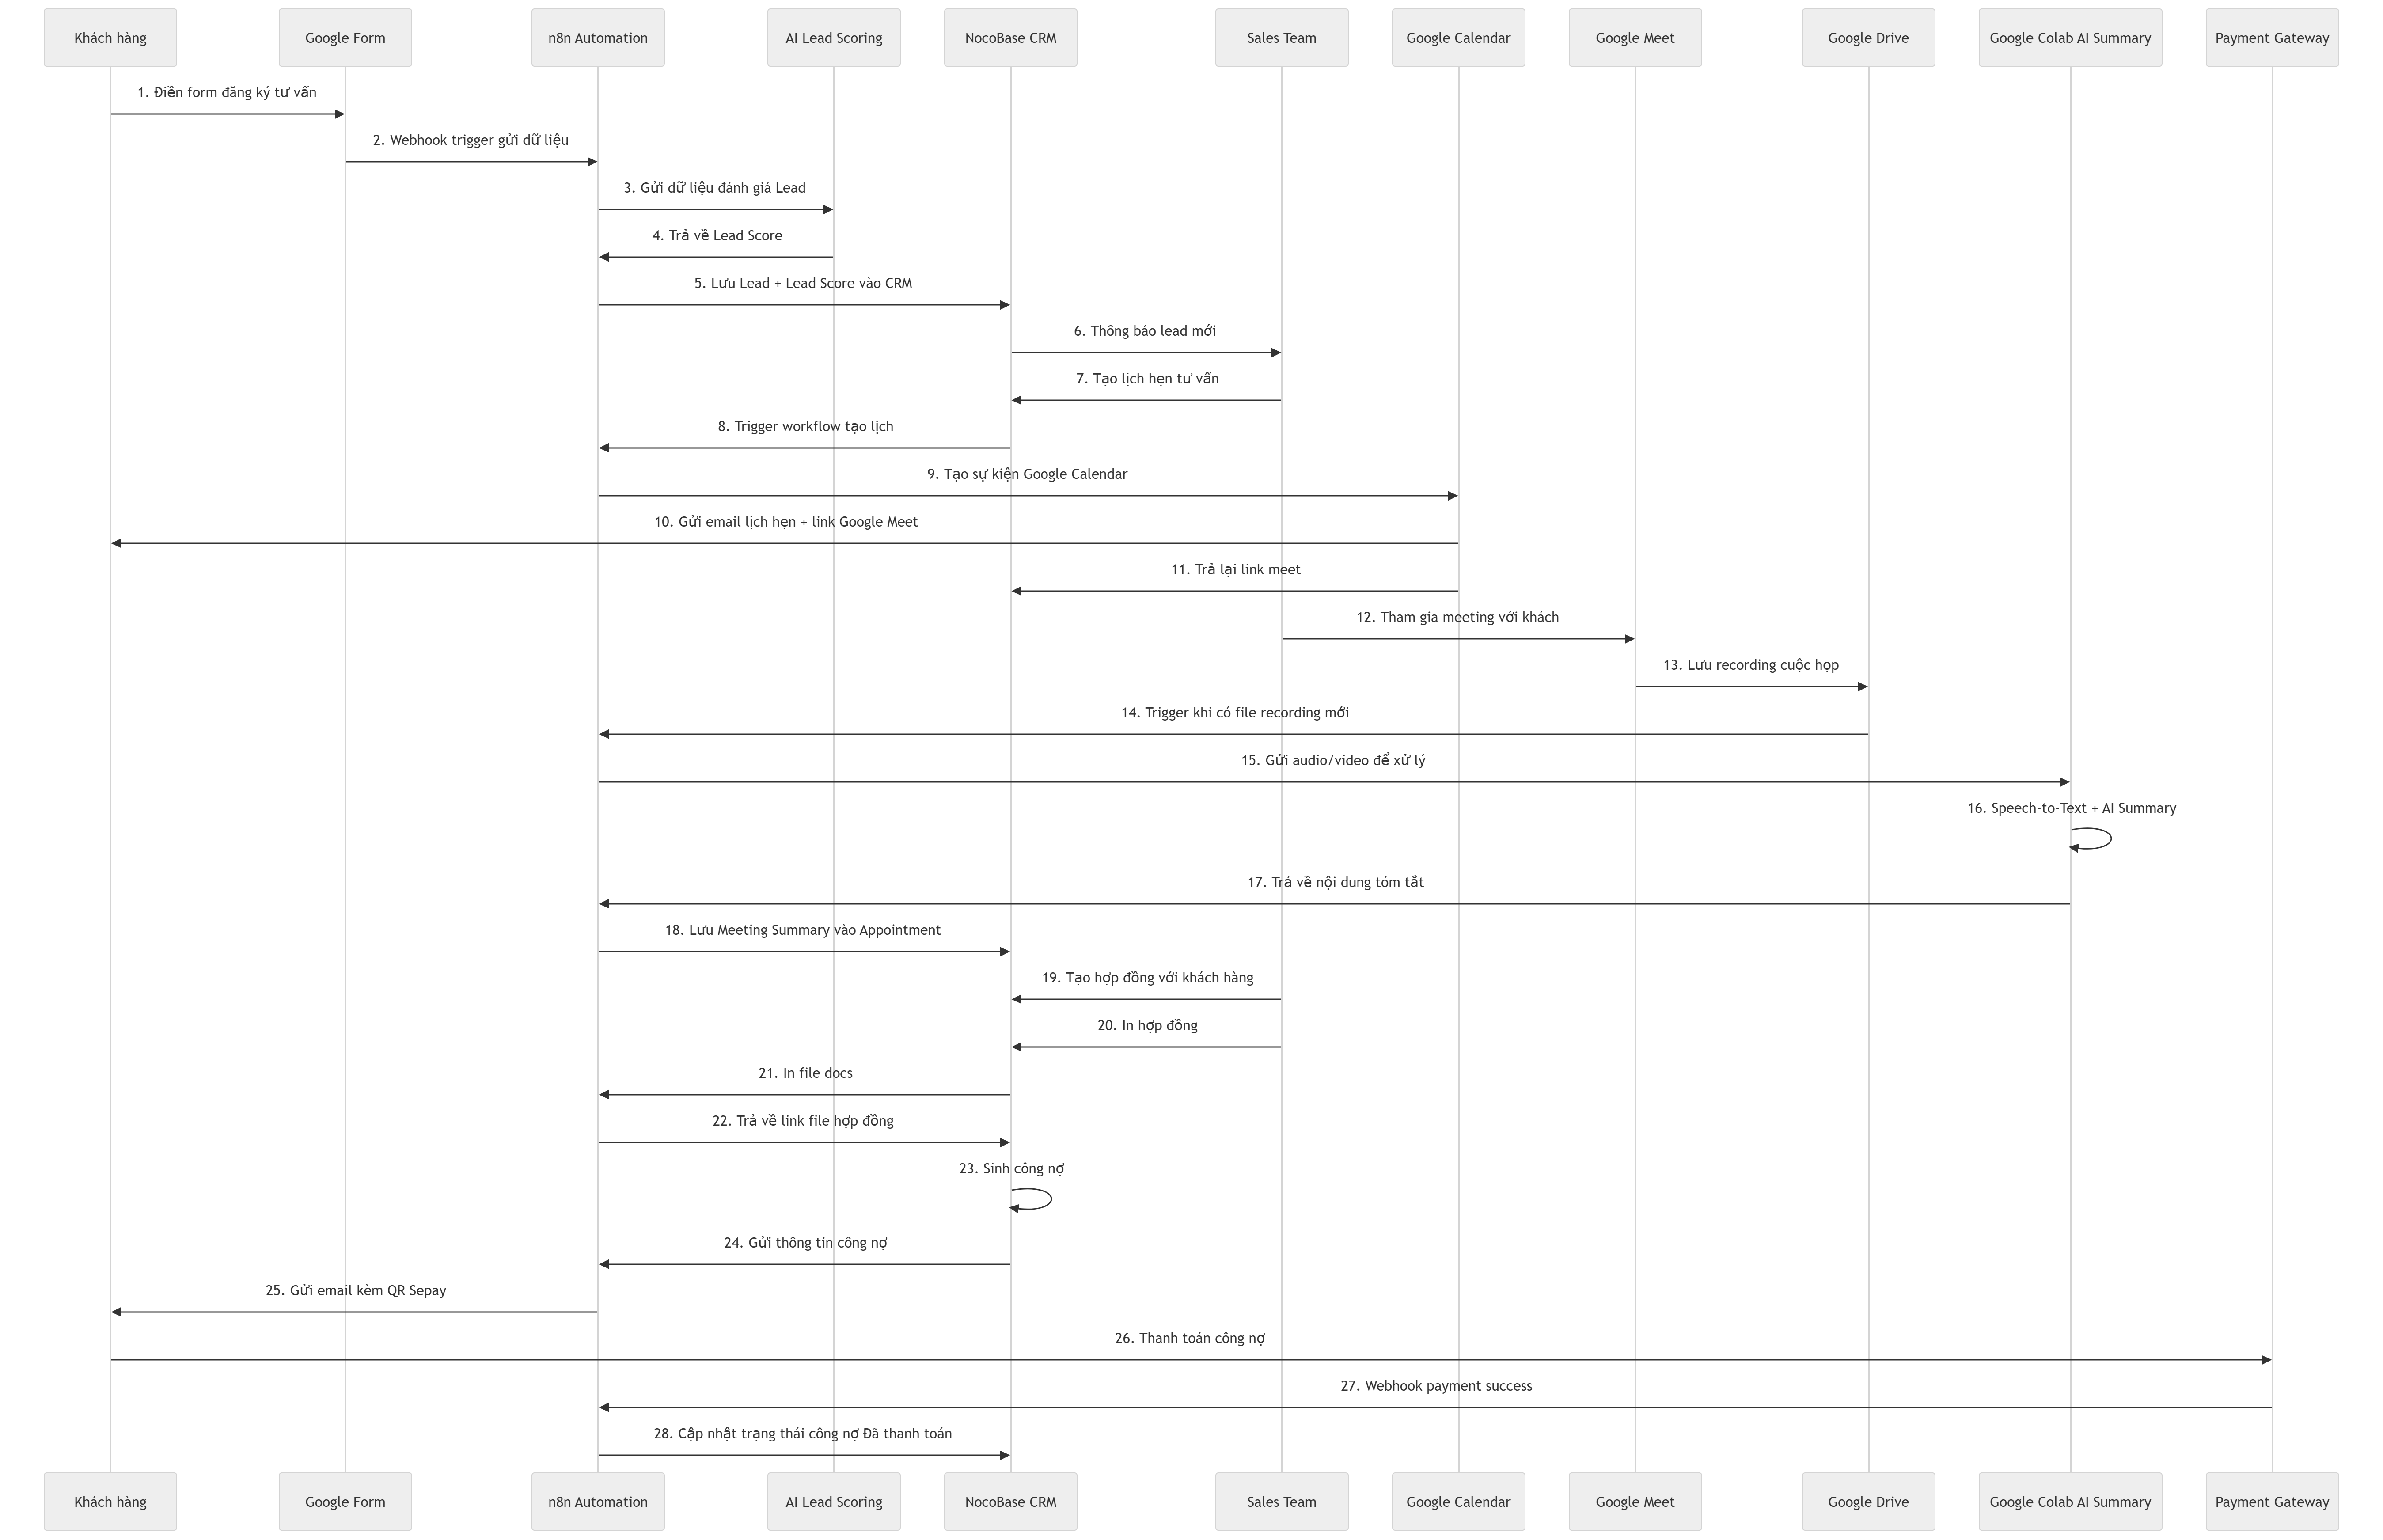 Khách hàng
Google Form
n8n Automation
AI Lead Scoring
NocoBase CRM
Sales Team
Google Calendar
Google Meet
Google Drive
Google Colab AI Summary
Payment Gateway
1. Điền form đăng ký tư vấn
2. Webhook trigger gửi dữ liệu
3. Gửi dữ liệu đánh giá Lead
4. Trả về Lead Score
5. Lưu Lead + Lead Score vào CRM
6. Thông báo lead mới
7. Tạo lịch hẹn tư vấn
8. Trigger workflow tạo lịch
9. Tạo sự kiện Google Calendar
10. Gửi email lịch hẹn + link Google Meet
11. Trả lại link meet
12. Tham gia meeting với khách
13. Lưu recording cuộc họp
14. Trigger khi có file recording mới
15. Gửi audio/video để xử lý
16. Speech-to-Text + AI Summary
17. Trả về nội dung tóm tắt
18. Lưu Meeting Summary vào Appointment
19. Tạo hợp đồng với khách hàng
20. In hợp đồng
21. In file docs
22. Trả về link file hợp đồng
23. Sinh công nợ
24. Gửi thông tin công nợ
25. Gửi email kèm QR Sepay
26. Thanh toán công nợ
27. Webhook payment success
28. Cập nhật trạng thái công nợ Đã thanh toán
Khách hàng
Google Form
n8n Automation
AI Lead Scoring
NocoBase CRM
Sales Team
Google Calendar
Google Meet
Google Drive
Google Colab AI Summary
Payment Gateway